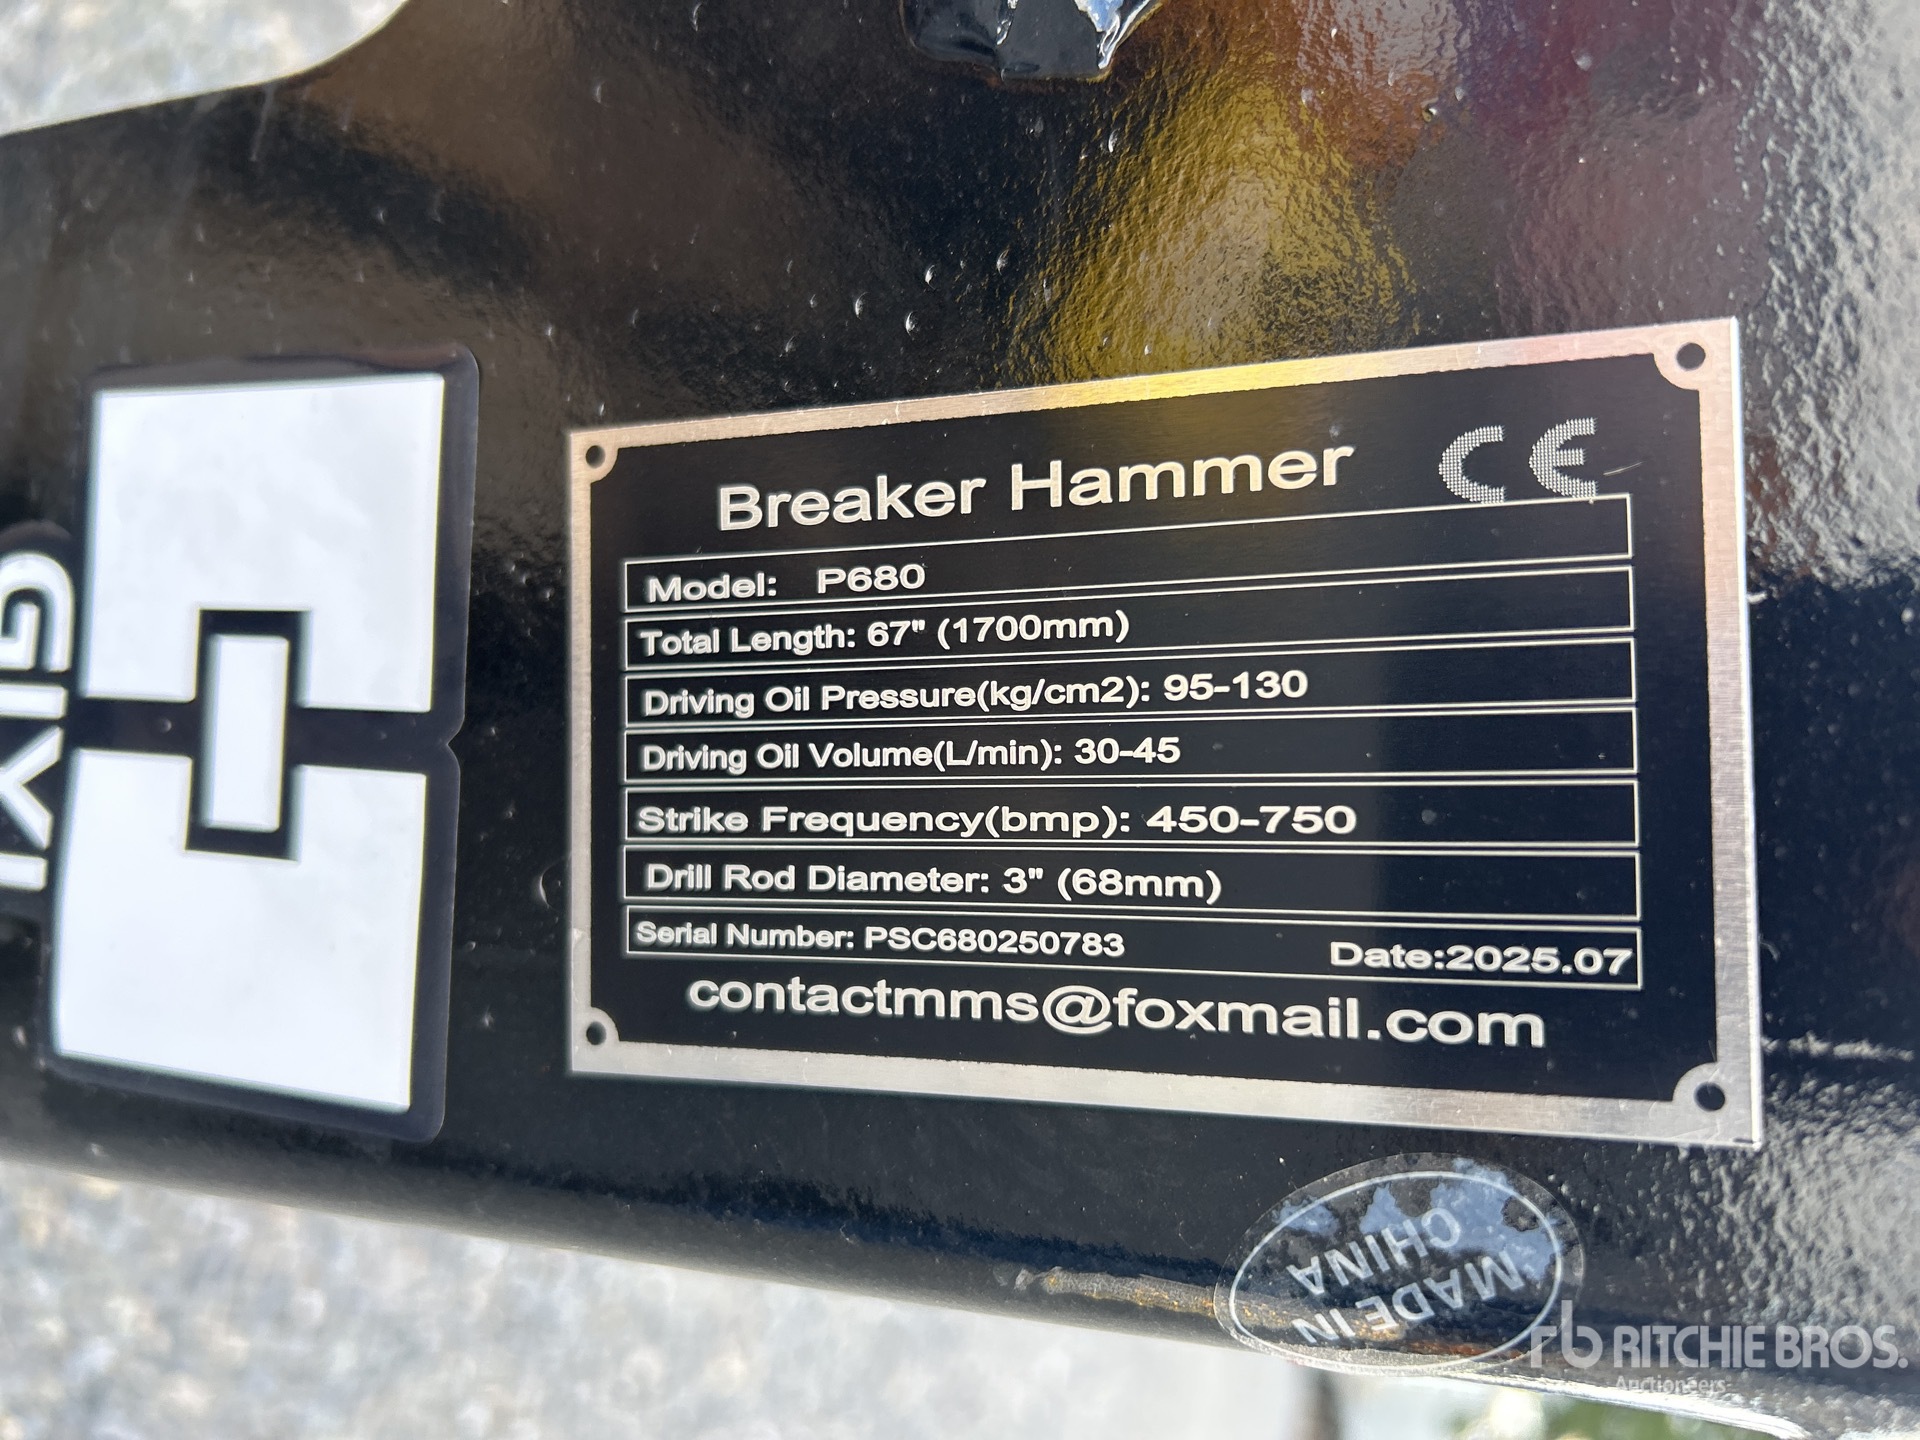 GIYI
Breaker Hammer CE
Model: P680
Total Length: 67" (1700mm)
Driving Oil Pressure(kg/cm2): 95-130
Driving Oil Volume(L/min): 30-45
Strike Frequency(bmp): 450-750
Drill Rod Diameter: 3" (68mm)
Serial Number: PSC680250783 Date:2025.07
contactmms@foxmail.com
MADE IN
CHINA
rb RITCHIE BROS.
Auctioneers